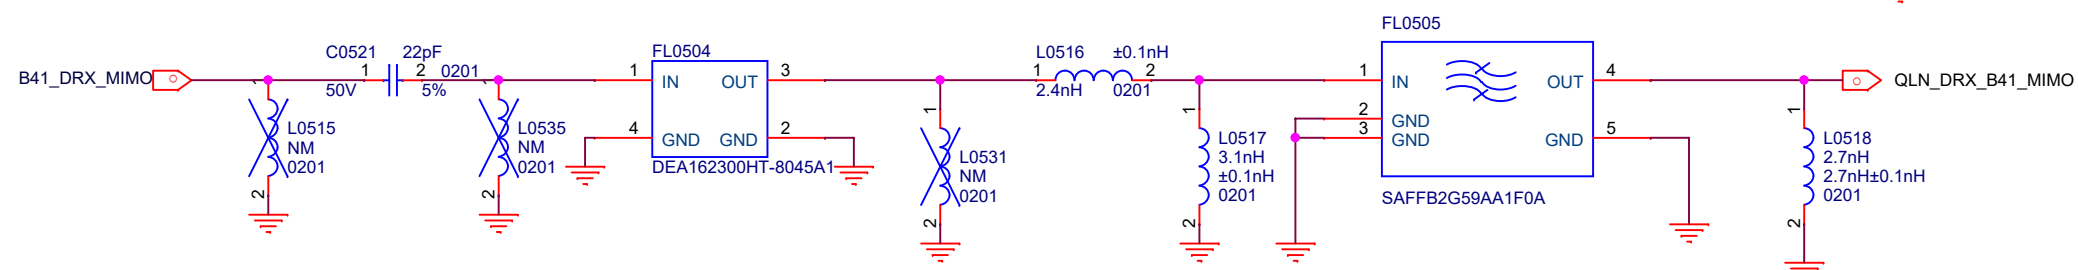 FL0505
C0521 22pF
FL0504
L0516 ±0.1nH
B41_DRX_MIMO
1 2 0201
50V 5%
1 IN OUT 3
1 2
2.4nH 0201
1 IN OUT 4
QLN_DRX_B41_MIMO
L0515
NM
0201
2
L0535
NM
0201
2
4 GND GND 2
DEA162300HT-8045A1
1
L0531
NM
0201
2
1
L0517
3.1nH
±0.1nH
0201
2
2 GND
3 GND GND 5
SAFFB2G59AA1F0A
1
L0518
2.7nH
2.7nH±0.1nH
0201
2